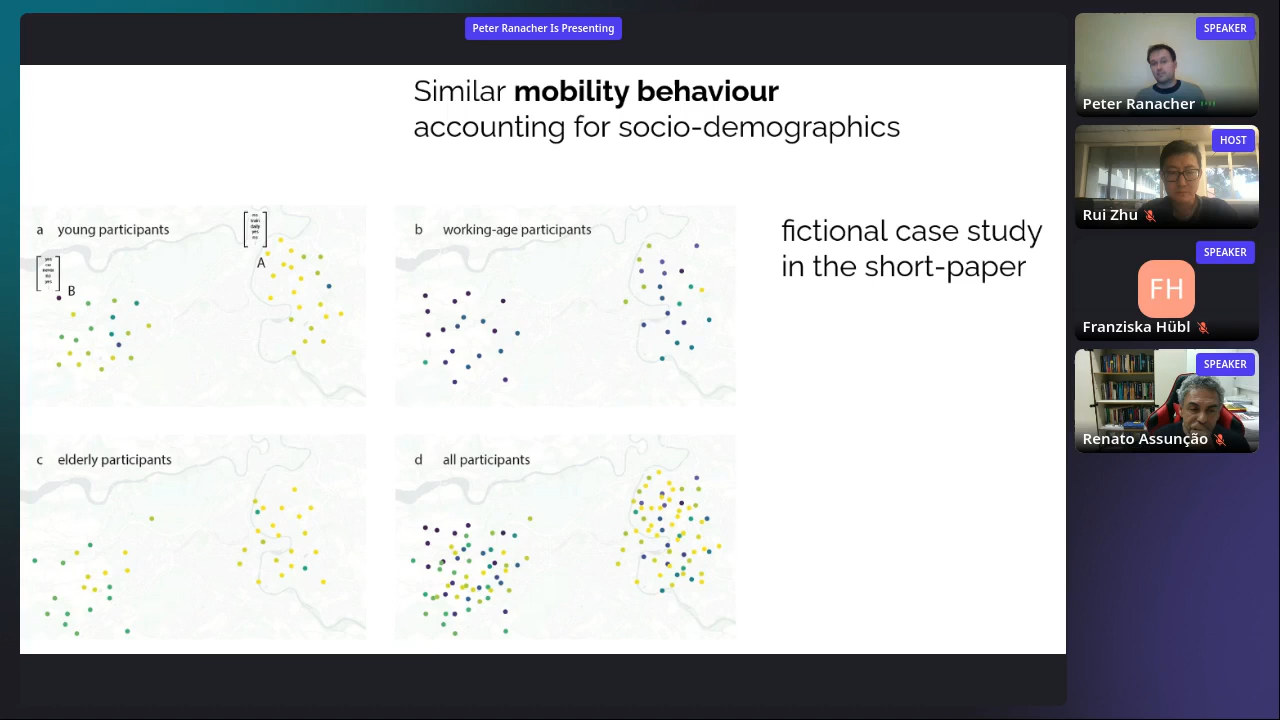 Peter Ranacher Is Presenting
Similar mobility behaviour
accounting for socio-demographics
a young participants
A
B
b working-age participants
fictional case study
in the short-paper
c elderly participants
d all participants
SPEAKER
Peter Ranacher
HOST
Rui Zhu
SPEAKER
FH
Franziska Hübl
SPEAKER
Renato Assunção